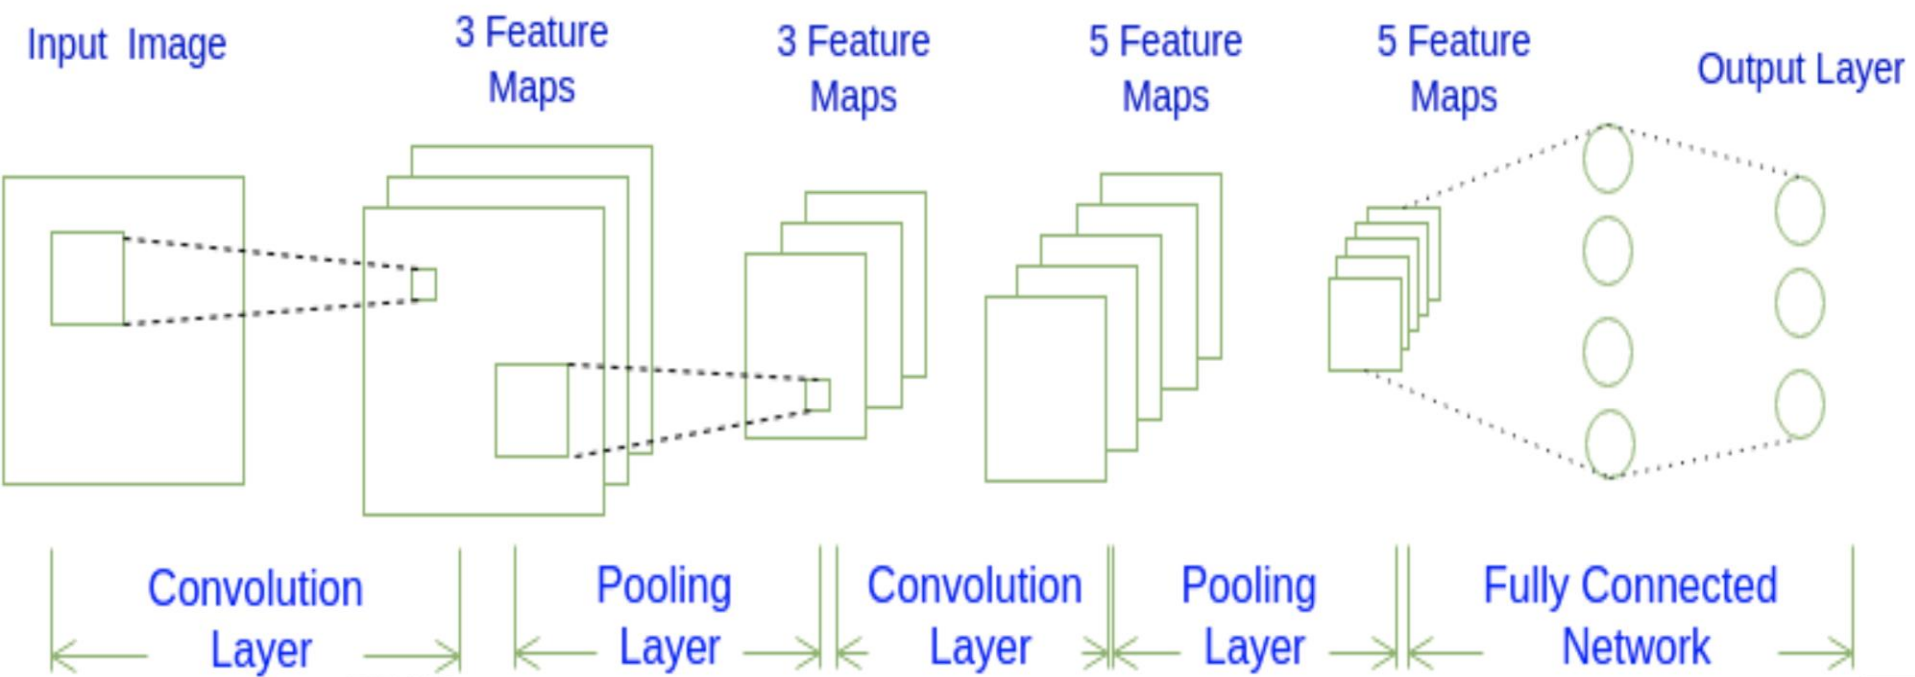 Input Image
3 Feature
Maps
3 Feature
Maps
5 Feature
Maps
5 Feature
Maps
Output Layer
Convolution
Layer
Pooling
Layer
Convolution
Layer
Pooling
Layer
Fully Connected
Network